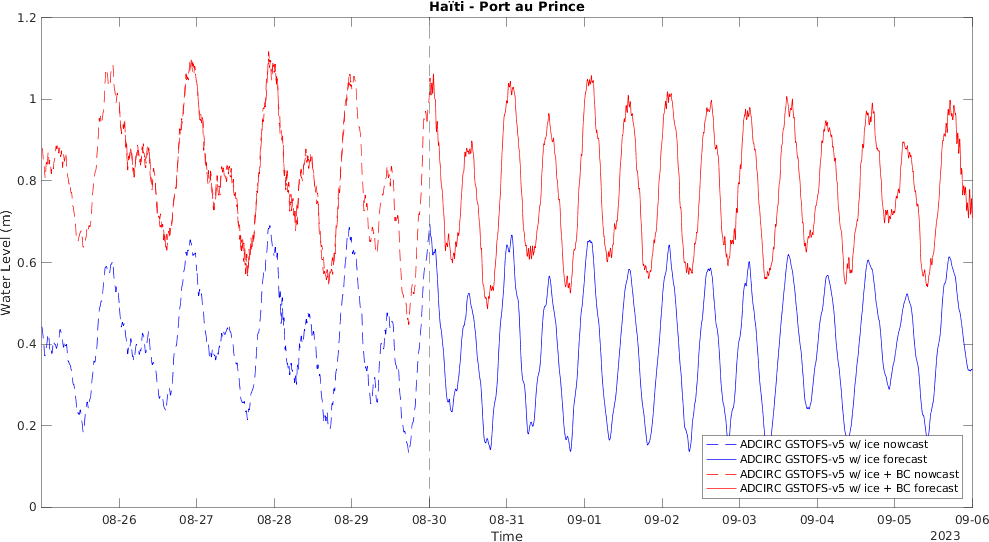 Haïti - Port au Prince
Water Level (m)
1.2
1
0.8
0.6
0.4
0.2
0
ADCIRC GSTOFS-v5 w/ ice nowcast
ADCIRC GSTOFS-v5 w/ ice forecast
ADCIRC GSTOFS-v5 w/ ice + BC nowcast
ADCIRC GSTOFS-v5 w/ ice + BC forecast
08-26 08-27 08-28 08-29 08-30 08-31 09-01 09-02 09-03 09-04 09-05 09-06
Time
2023